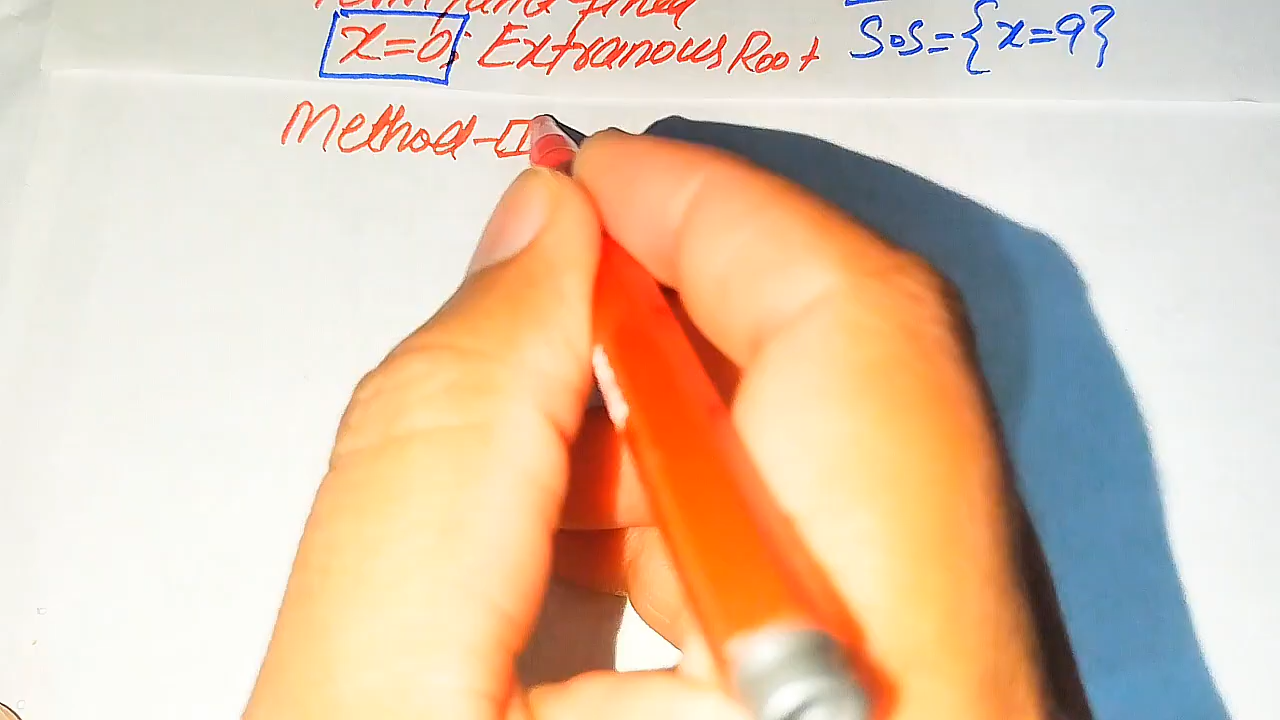 x=0; Extranous Root SoS={x=9}
Method-